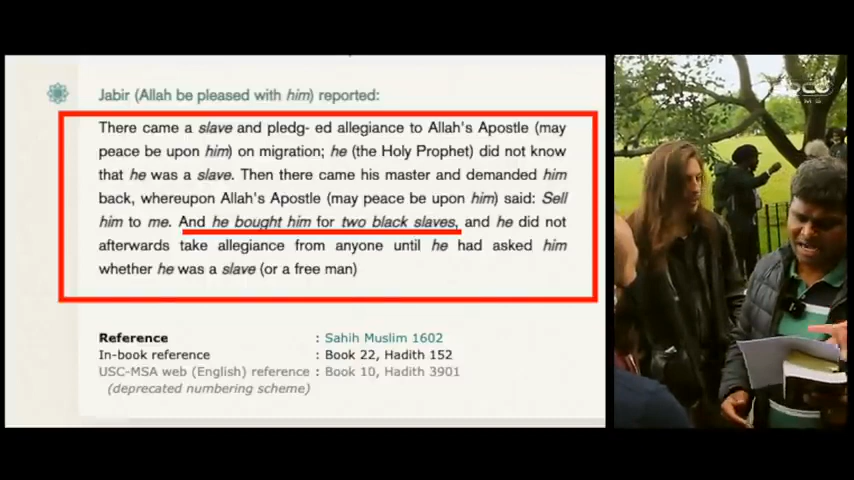 Jabir (Allah be pleased with him) reported:
There came a slave and pledg- ed allegiance to Allah's Apostle (may
peace be upon him) on migration; he (the Holy Prophet) did not know
that he was a slave. Then there came his master and demanded him
back, whereupon Allah's Apostle (may peace be upon him) said: Sell
him to me. And he bought him for two black slaves, and he did not
afterwards take allegiance from anyone until he had asked him
whether he was a slave (or a free man)
Reference : Sahih Muslim 1602
In-book reference : Book 22, Hadith 152
USC-MSA web (English) reference : Book 10, Hadith 3901
(deprecated numbering scheme)